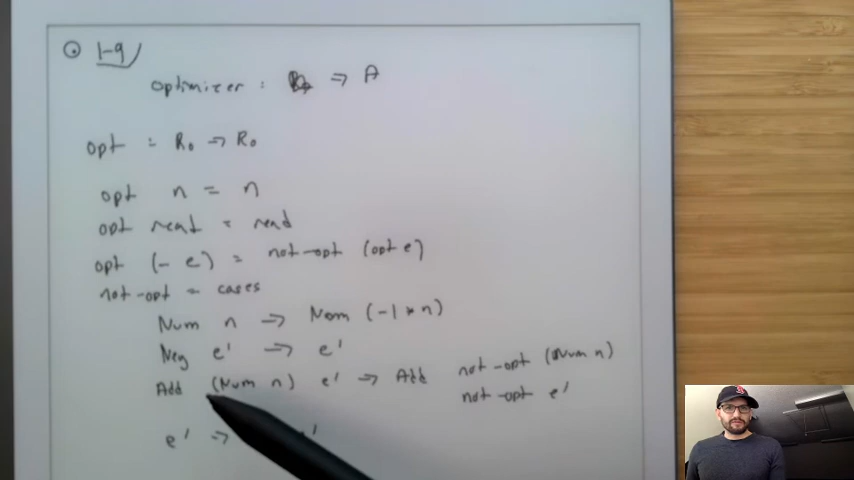 1-9/
optimizer : ⇒ A
opt : R₀ → R₀
opt n = n
opt read = read
opt (- e) = not-opt (opt e)
not-opt = cases
Num n → Num (-1 * n)
Neg e' → e'
Add (Num n) e' → Add not-opt (Num n)
not-opt e'
e' ⇒